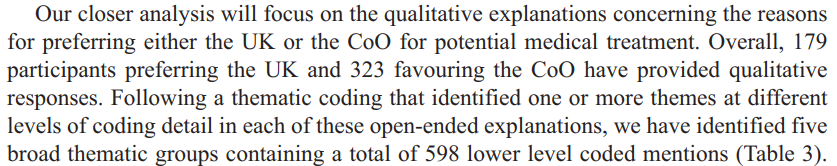 Our closer analysis will focus on the qualitative explanations concerning the reasons
for preferring either the UK or the CoO for potential medical treatment. Overall, 179
participants preferring the UK and 323 favouring the CoO have provided qualitative
responses. Following a thematic coding that identified one or more themes at different
levels of coding detail in each of these open-ended explanations, we have identified five
broad thematic groups containing a total of 598 lower level coded mentions (Table 3).